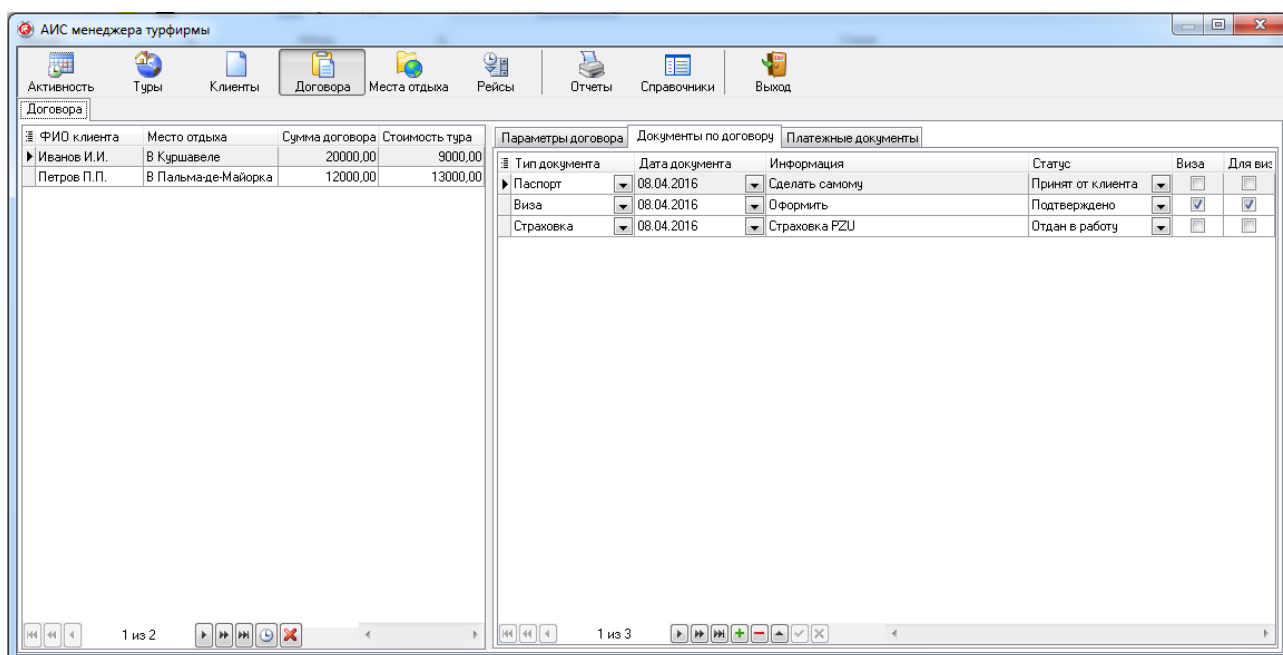 АИС менеджера турфирмы
Активность Туры Клиенты Договора Места отдыха Рейсы Отчеты Справочники Выход
Договора
ФИО клиента Место отдыха Сумма договора Стоимость тура
Иванов И.И. В Куршавеле 20000,00 9000,00
Петров П.П. В Пальма-де-Майорка 12000,00 13000,00
1 из 2
Параметры договора Документы по договору Платежные документы
Тип документа Дата документа Информация Статус Виза Для виз
Паспорт 08.04.2016 Сделать самому Принят от клиента
Виза 08.04.2016 Оформить Подтверждено
Страховка 08.04.2016 Страховка PZU Отдан в работу
1 из 3